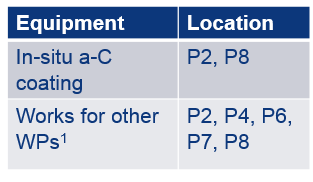 Equipment Location
In-situ a-C P2, P8
coating
Works for other P2, P4, P6,
WPs¹ P7, P8